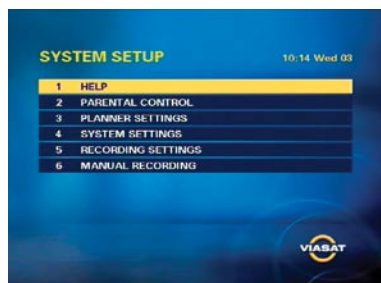 SYSTEM SETUP 10:14 Wed 03
1 HELP
2 PARENTAL CONTROL
3 PLANNER SETTINGS
4 SYSTEM SETTINGS
5 RECORDING SETTINGS
6 MANUAL RECORDING
VIASAT